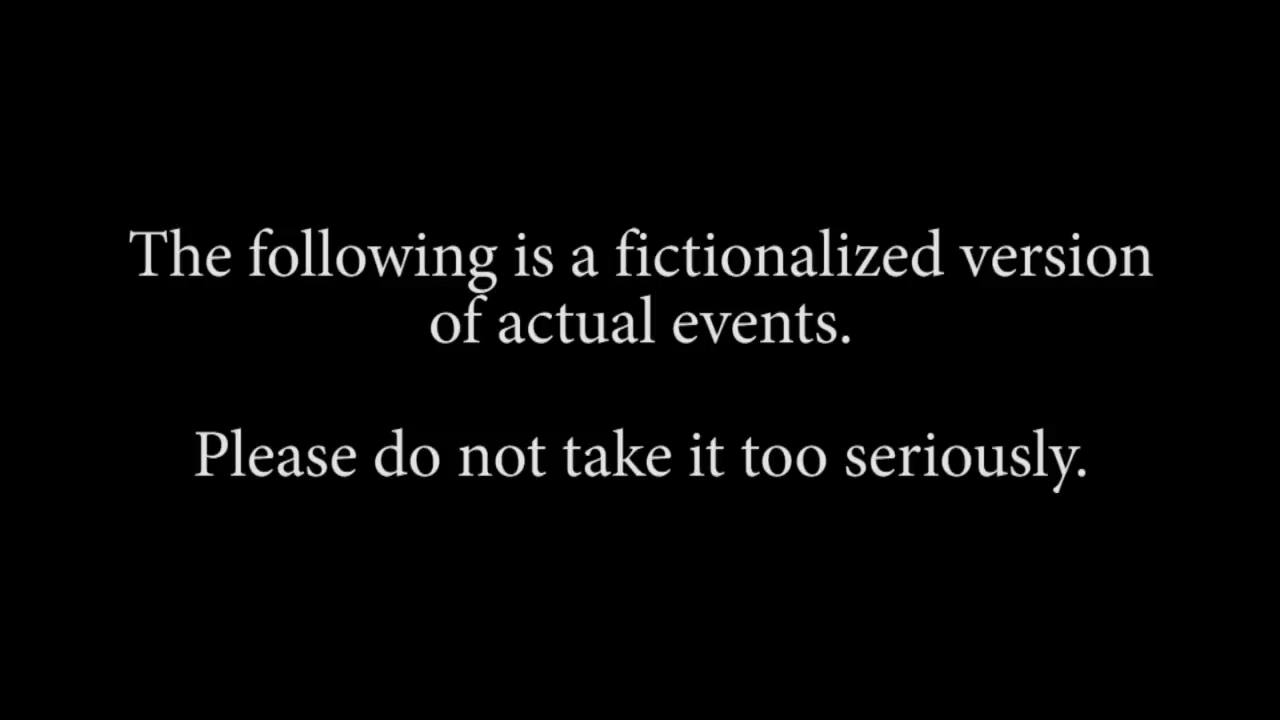 The following is a fictionalized version
of actual events.
Please do not take it too seriously.